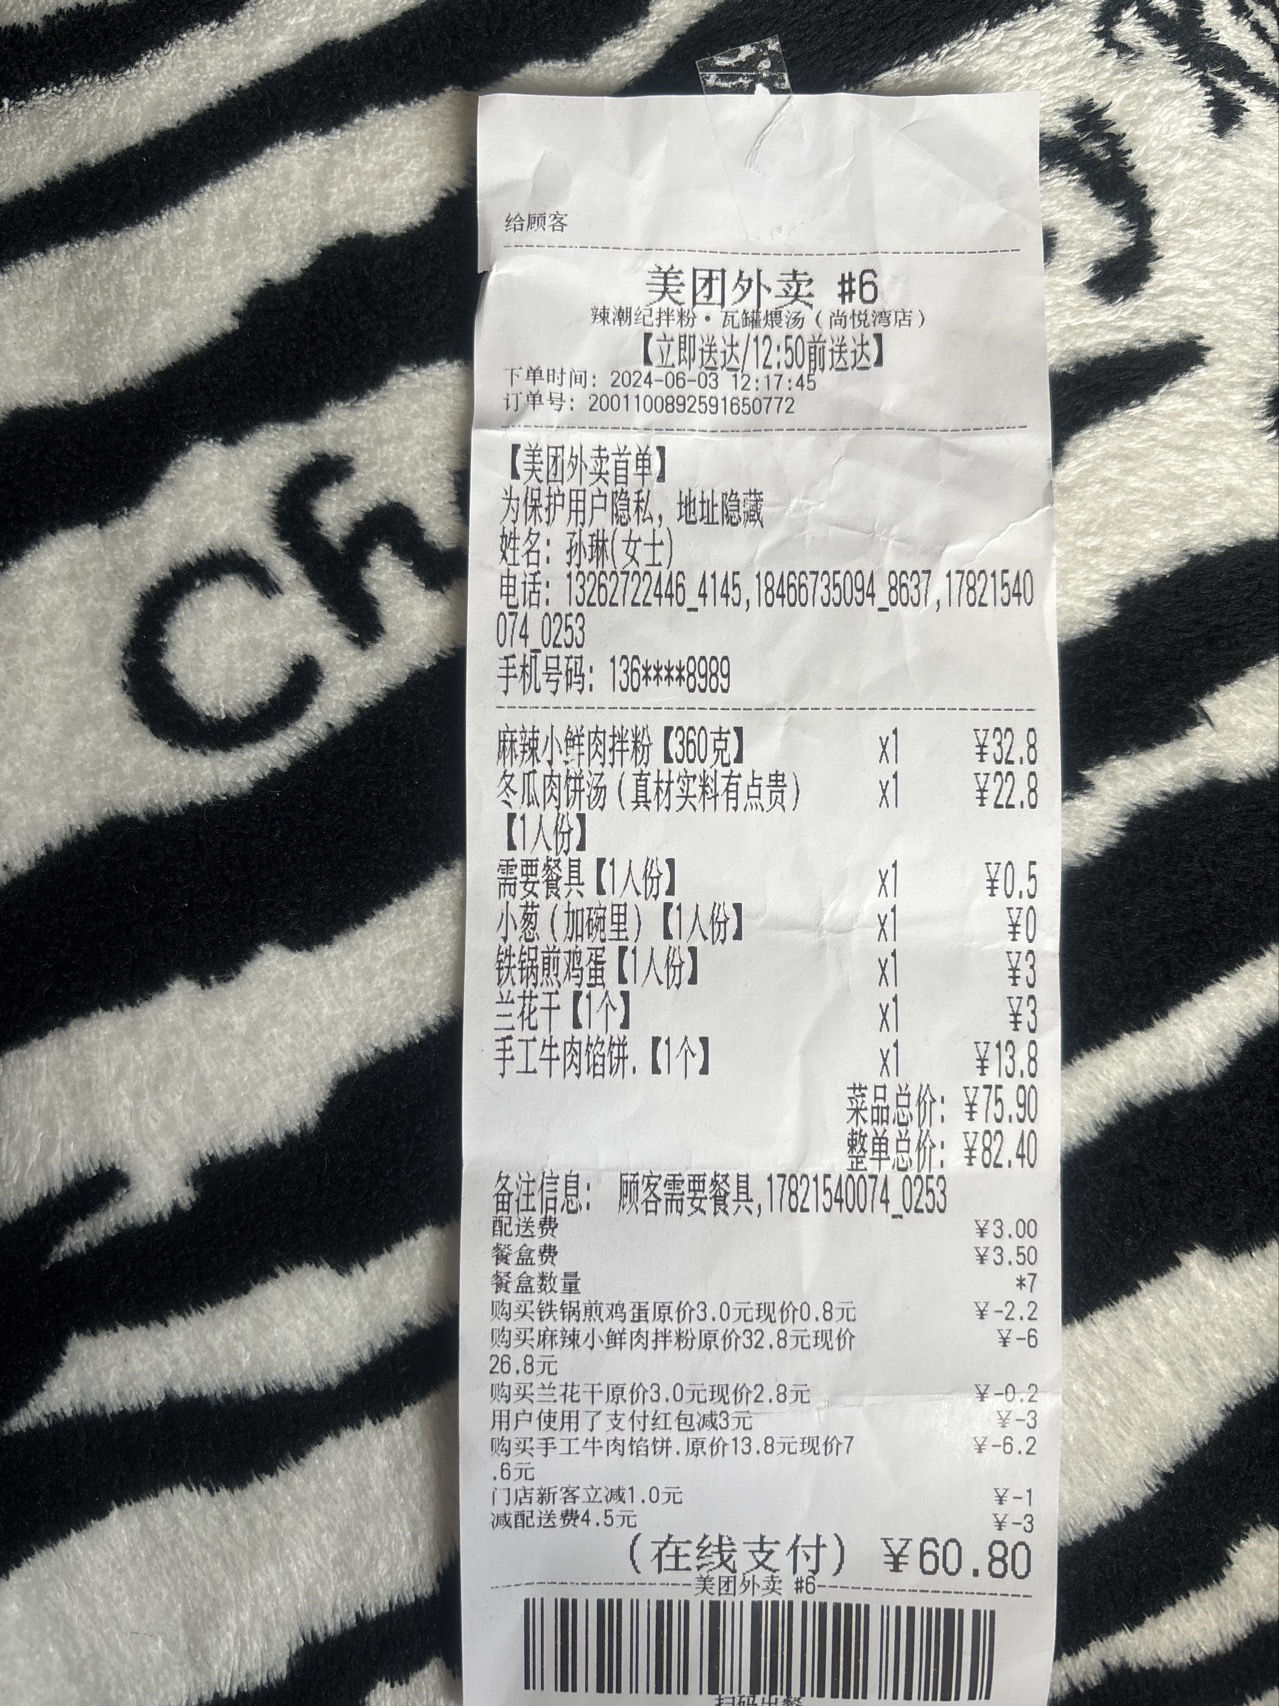 给顾客
美团外卖 #6
辣潮纪拌粉·瓦罐煨汤（尚悦湾店）
【立即送达/12:50前送达】
下单时间: 2024-06-03 12:17:45
订单号: 2001100892591650772
【美团外卖首单】
为保护用户隐私, 地址隐藏
姓名: 孙琳(女士)
电话: 13262722446_4145,18466735094_8637,17821540
074_0253
手机号码: 136****8989
麻辣小鲜肉拌粉【360克】 x1 ¥32.8
冬瓜肉饼汤（真材实料有点贵） x1 ¥22.8
【1人份】
需要餐具【1人份】 x1 ¥0.5
小葱（加碗里）【1人份】 x1 ¥0
铁锅煎鸡蛋【1人份】 x1 ¥3
兰花干【1个】 x1 ¥3
手工牛肉馅饼.【1个】 x1 ¥13.8
菜品总价: ¥75.90
整单总价: ¥82.40
备注信息: 顾客需要餐具,17821540074_0253
配送费 ¥3.00
餐盒费 ¥3.50
餐盒数量 *7
购买铁锅煎鸡蛋原价3.0元现价0.8元 ¥-2.2
购买麻辣小鲜肉拌粉原价32.8元现价 ¥-6
26.8元
购买兰花干原价3.0元现价2.8元 ¥-0.2
用户使用了支付红包减3元 ¥-3
购买手工牛肉馅饼.原价13.8元现价7 ¥-6.2
.6元
门店新客立减1.0元 ¥-1
减配送费4.5元 ¥-3
（在线支付） ¥60.80
美团外卖 #6
扫码出餐
Ch